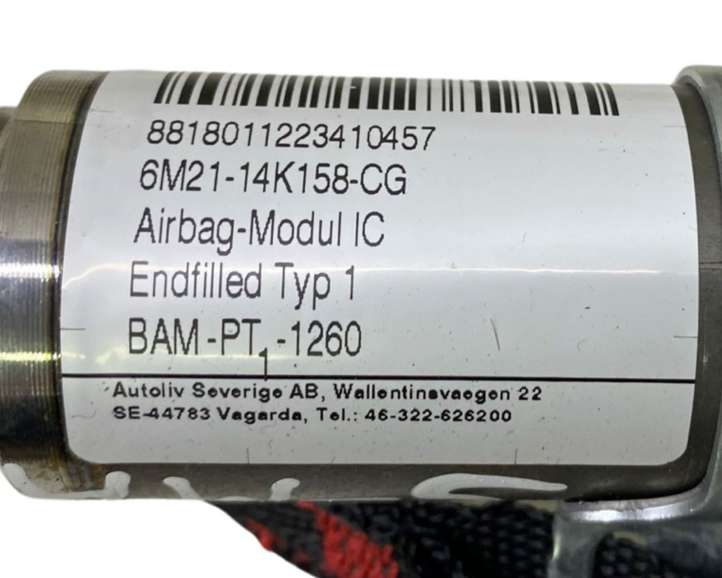 8818011223410457
6M21-14K158-CG
Airbag-Modul IC
Endfilled Typ 1
BAM-PT1-1260
Autoliv Severige AB, Wallentinsvaegen 22
SE-44783 Vagarda, Tel.: 46-322-626200